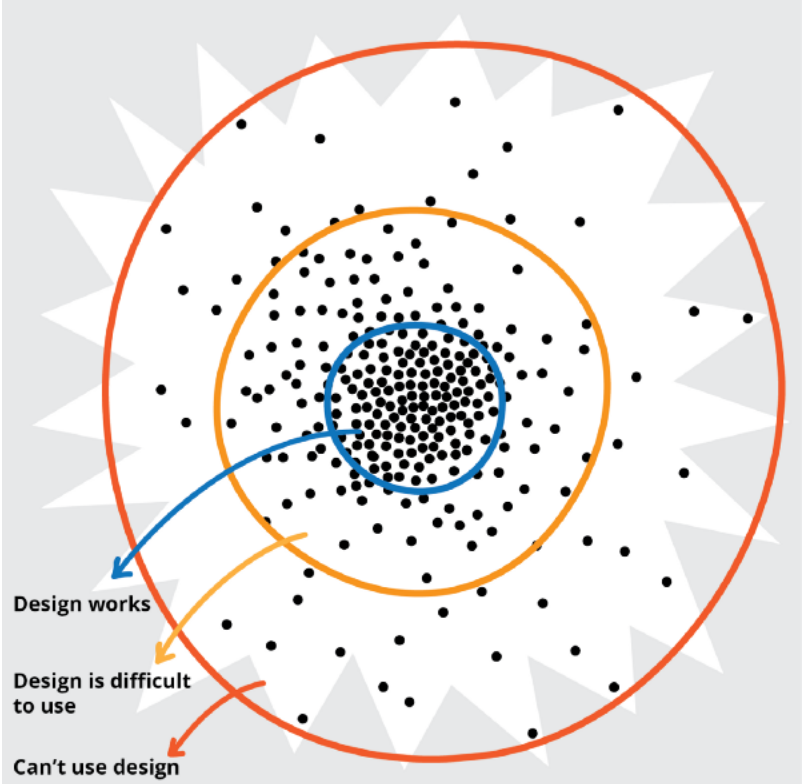 Design works
Design is difficult
to use
Can't use design